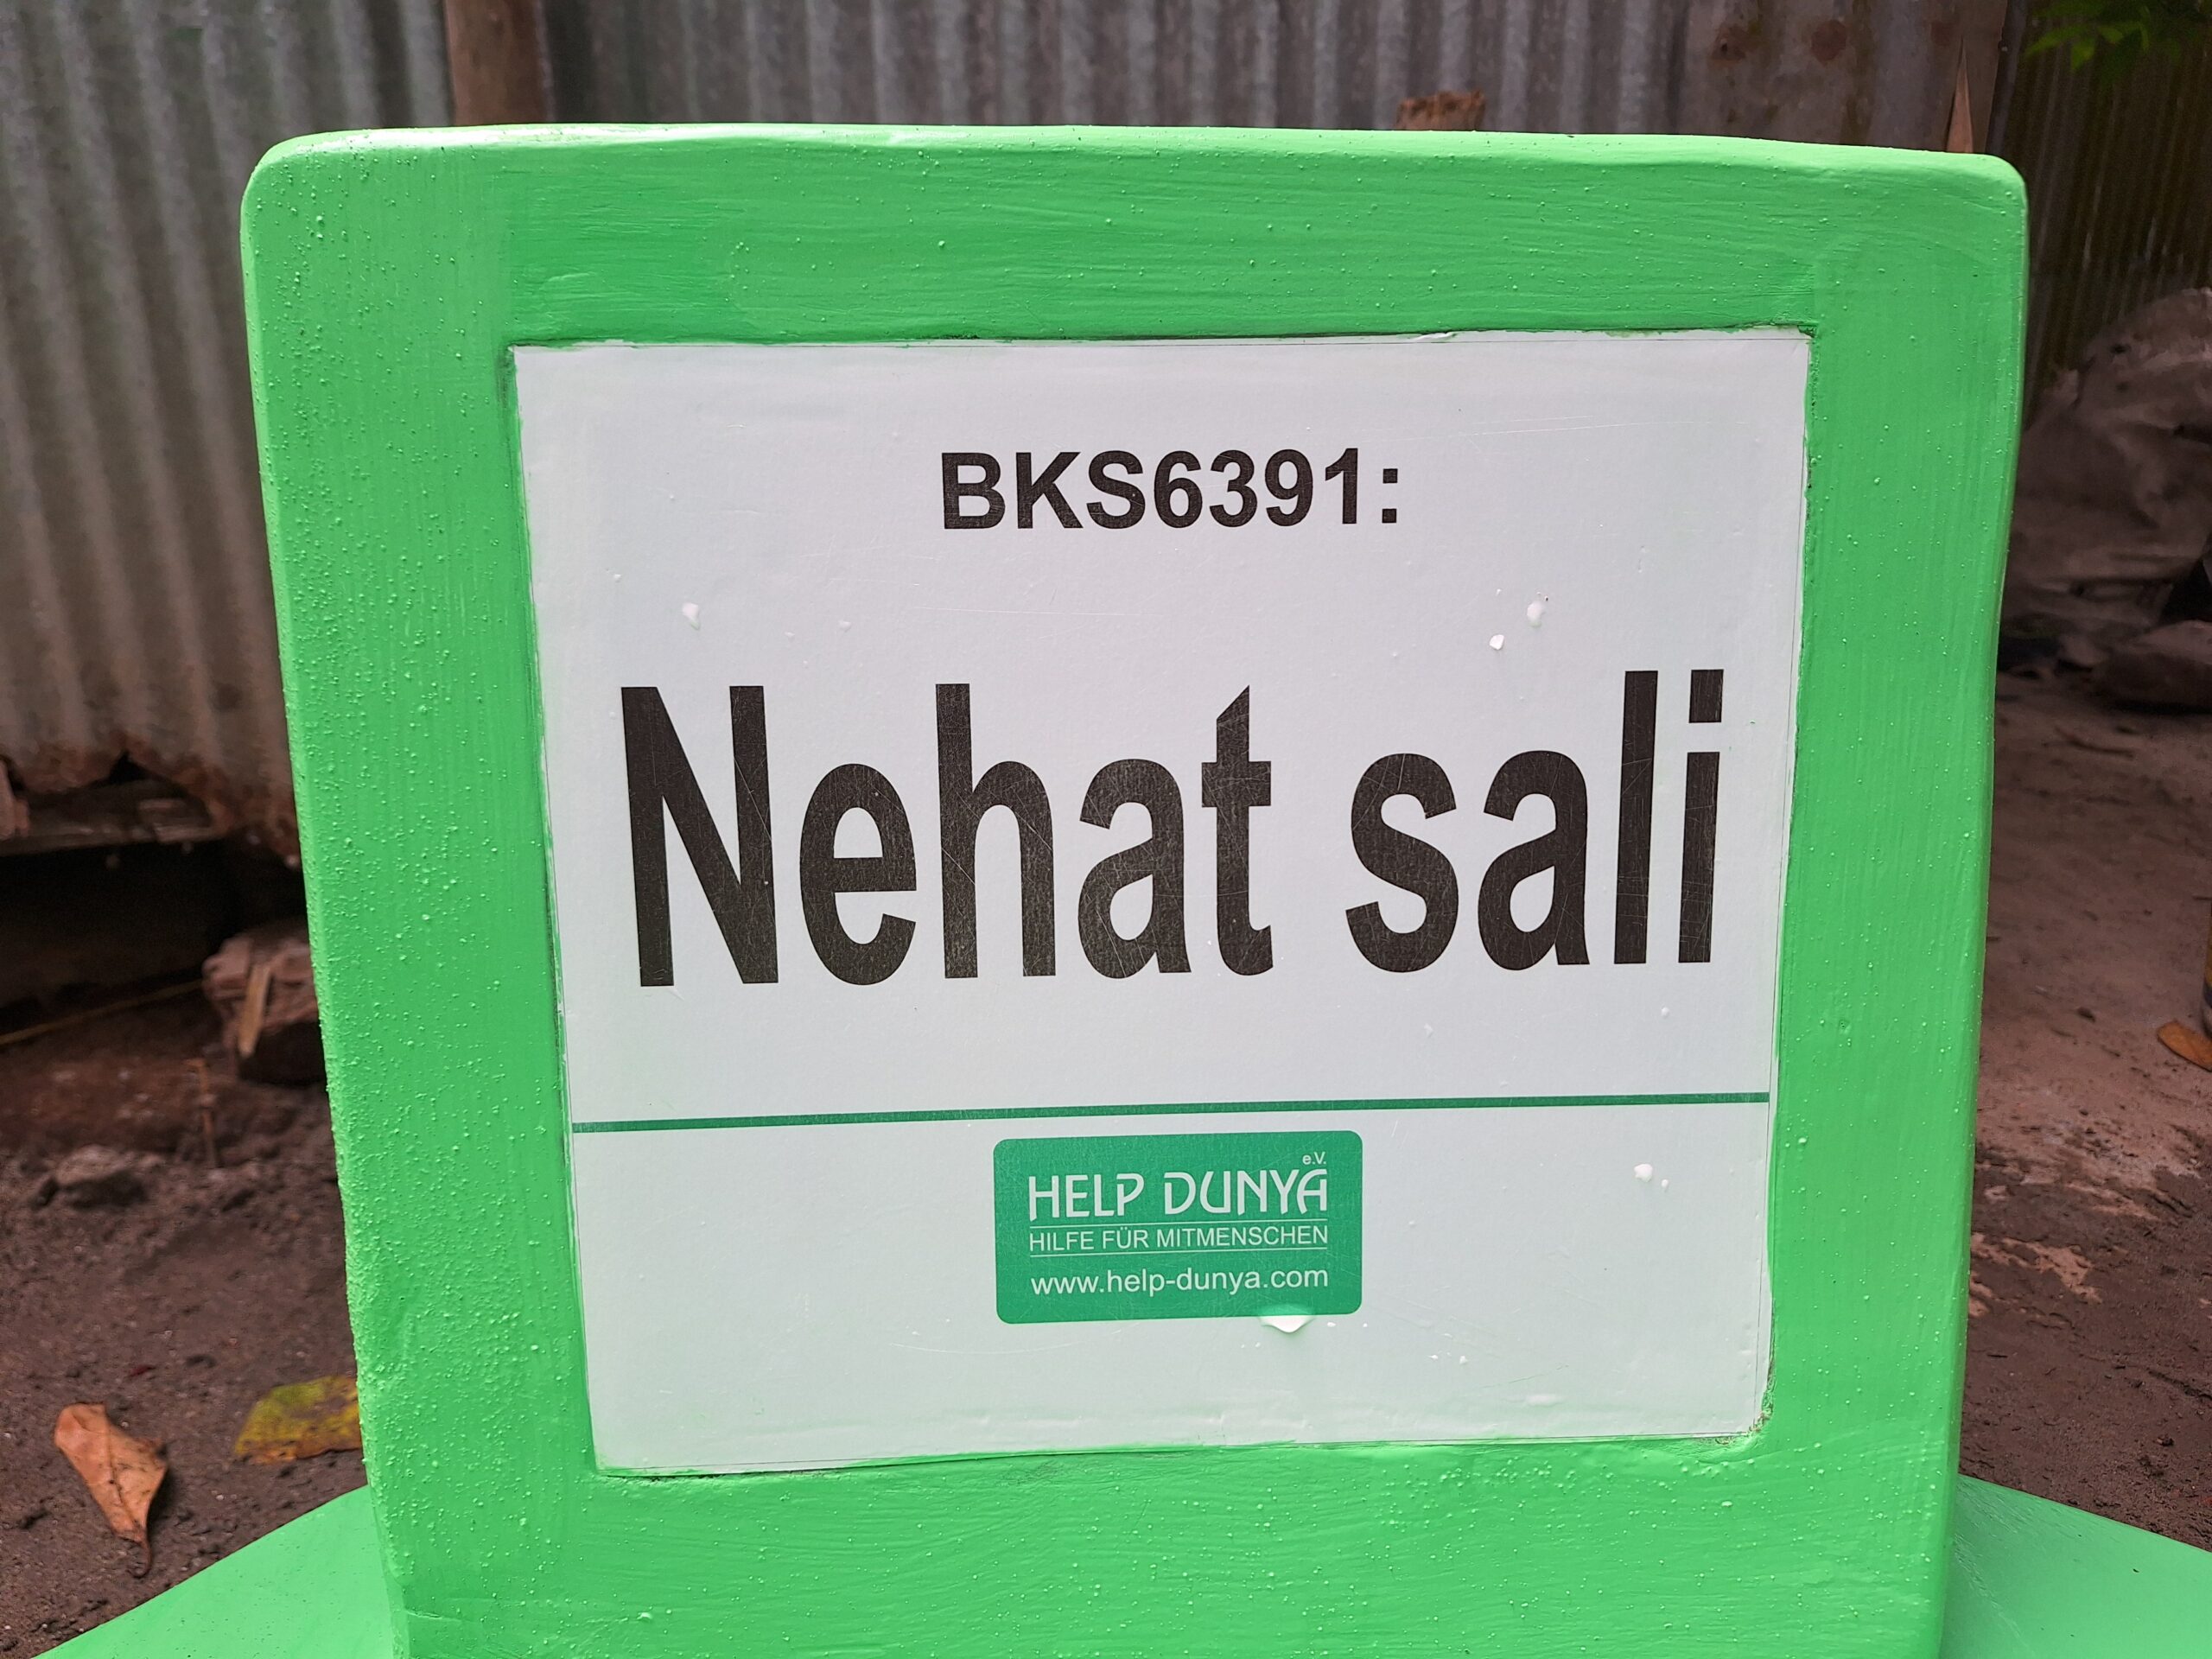 BKS6391:
Nehat sali
HELP DUNYA e.V.
HILFE FÜR MITMENSCHEN
www.help-dunya.com